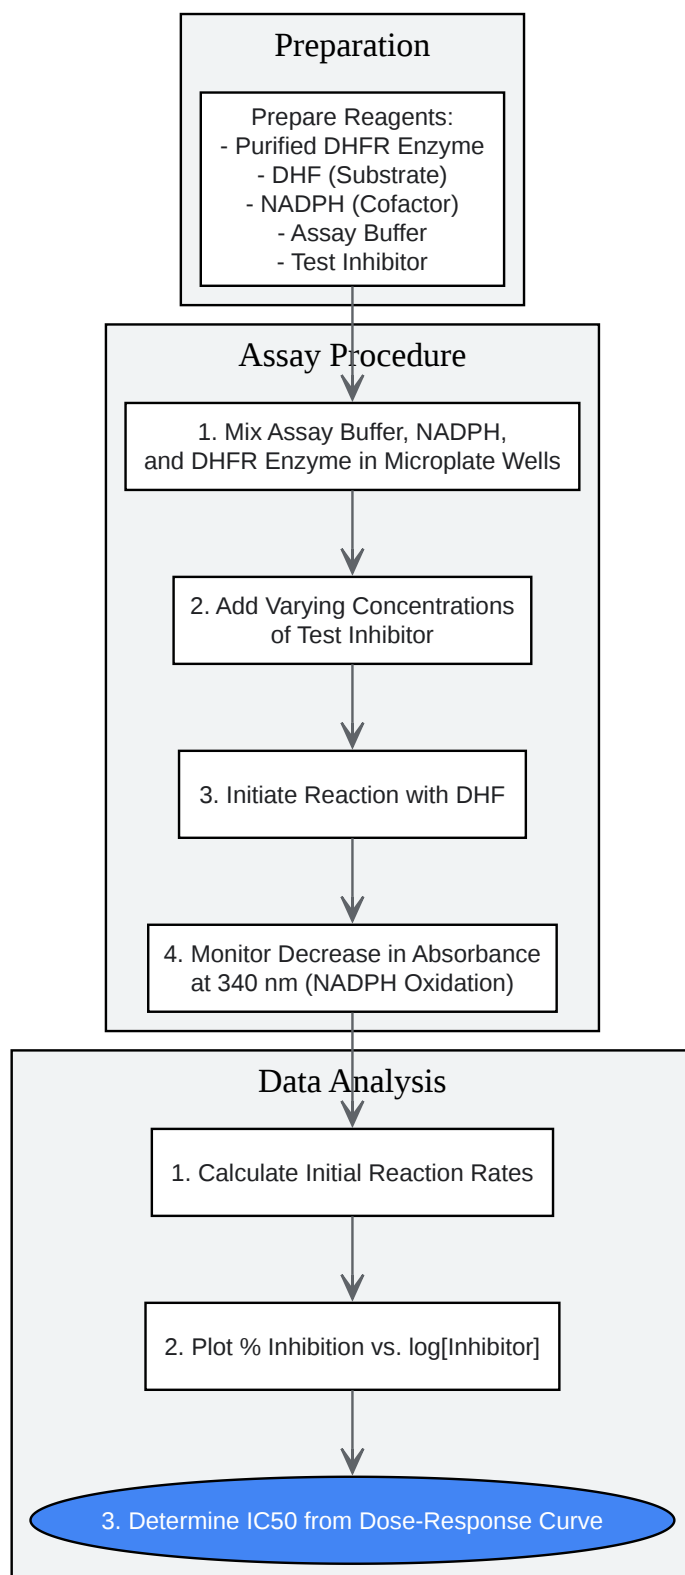 Preparation
Prepare Reagents:
- Purified DHFR Enzyme
- DHF (Substrate)
- NADPH (Cofactor)
- Assay Buffer
- Test Inhibitor
Assay Procedure
1. Mix Assay Buffer, NADPH,
and DHFR Enzyme in Microplate Wells
2. Add Varying Concentrations
of Test Inhibitor
3. Initiate Reaction with DHF
4. Monitor Decrease in Absorbance
at 340 nm (NADPH Oxidation)
Data Analysis
1. Calculate Initial Reaction Rates
2. Plot % Inhibition vs. log[Inhibitor]
3. Determine IC50 from Dose-Response Curve